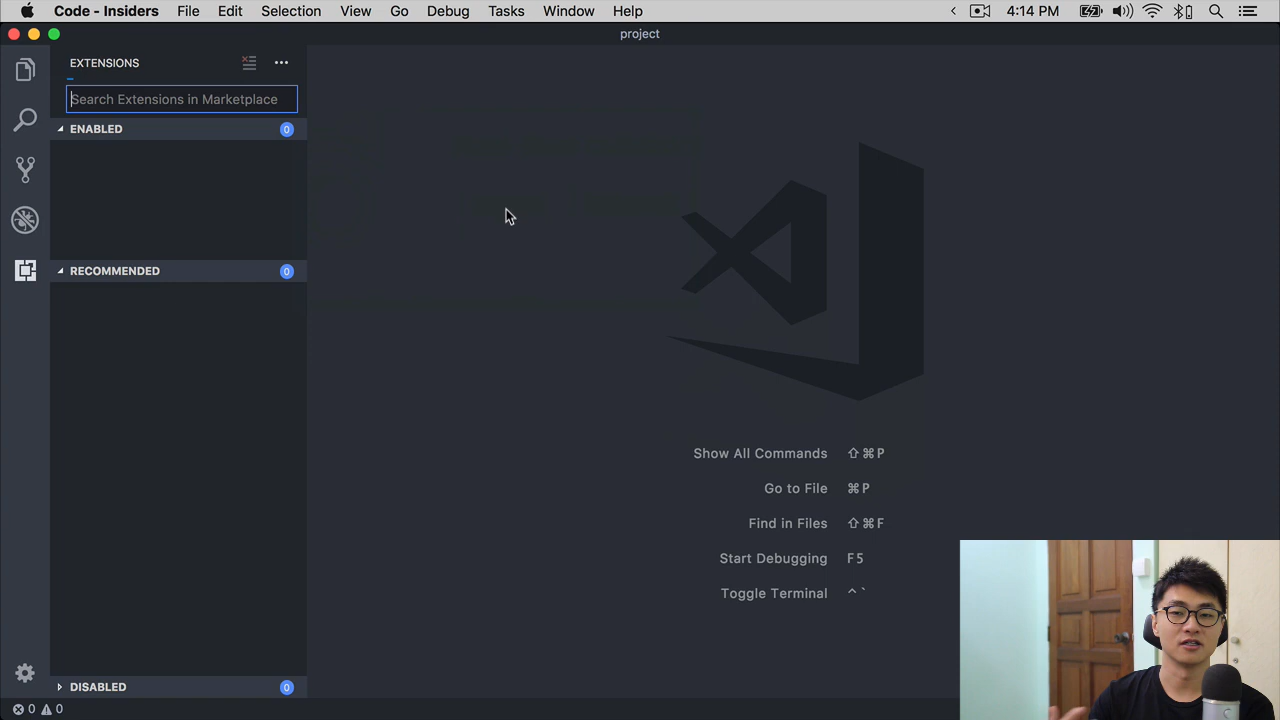 Code - Insiders File Edit Selection View Go Debug Tasks Window Help 4:14 PM
project
EXTENSIONS
Search Extensions in Marketplace
ENABLED 0
RECOMMENDED 0
Show All Commands ⇧⌘P
Go to File ⌘P
Find in Files ⇧⌘F
Start Debugging F5
Toggle Terminal ^`
DISABLED 0
0 0